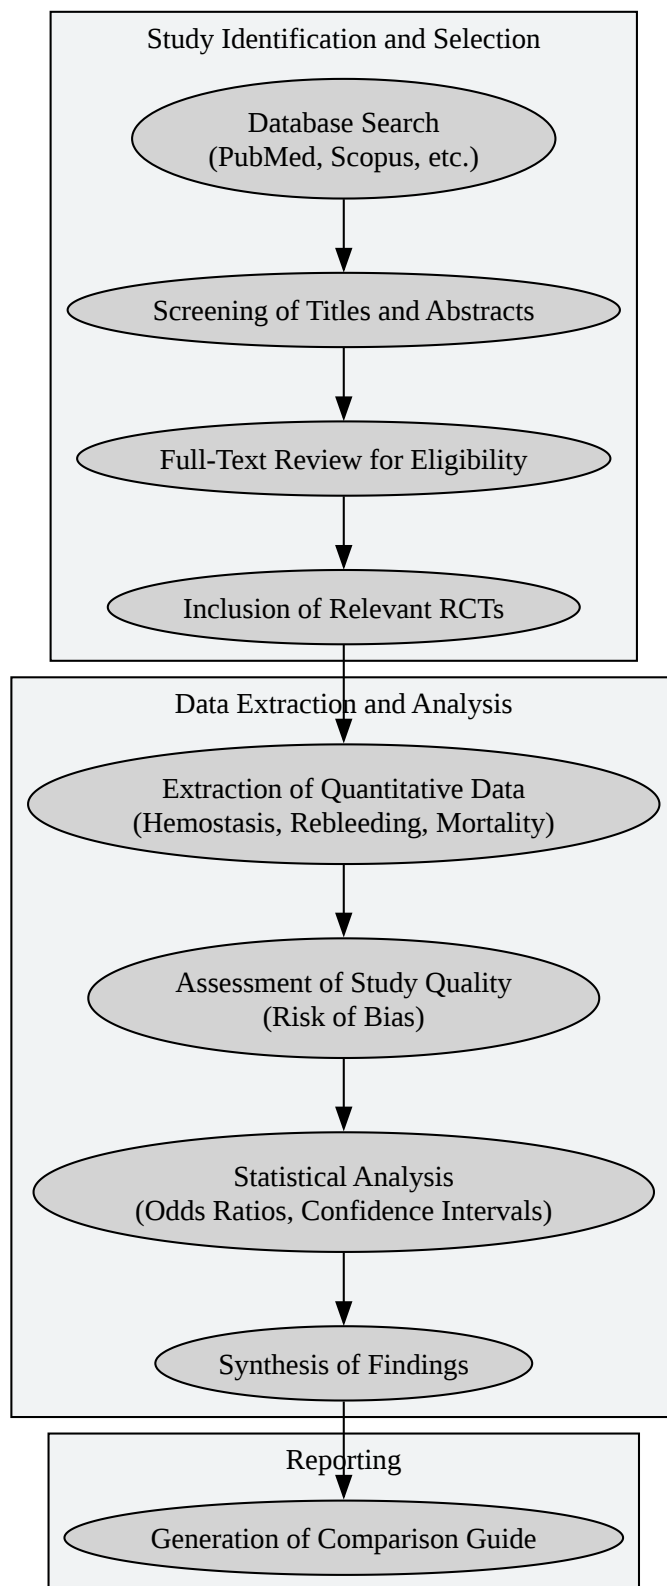 Study Identification and Selection
Database Search
(PubMed, Scopus, etc.)
Screening of Titles and Abstracts
Full-Text Review for Eligibility
Inclusion of Relevant RCTs
Data Extraction and Analysis
Extraction of Quantitative Data
(Hemostasis, Rebleeding, Mortality)
Assessment of Study Quality
(Risk of Bias)
Statistical Analysis
(Odds Ratios, Confidence Intervals)
Synthesis of Findings
Reporting
Generation of Comparison Guide